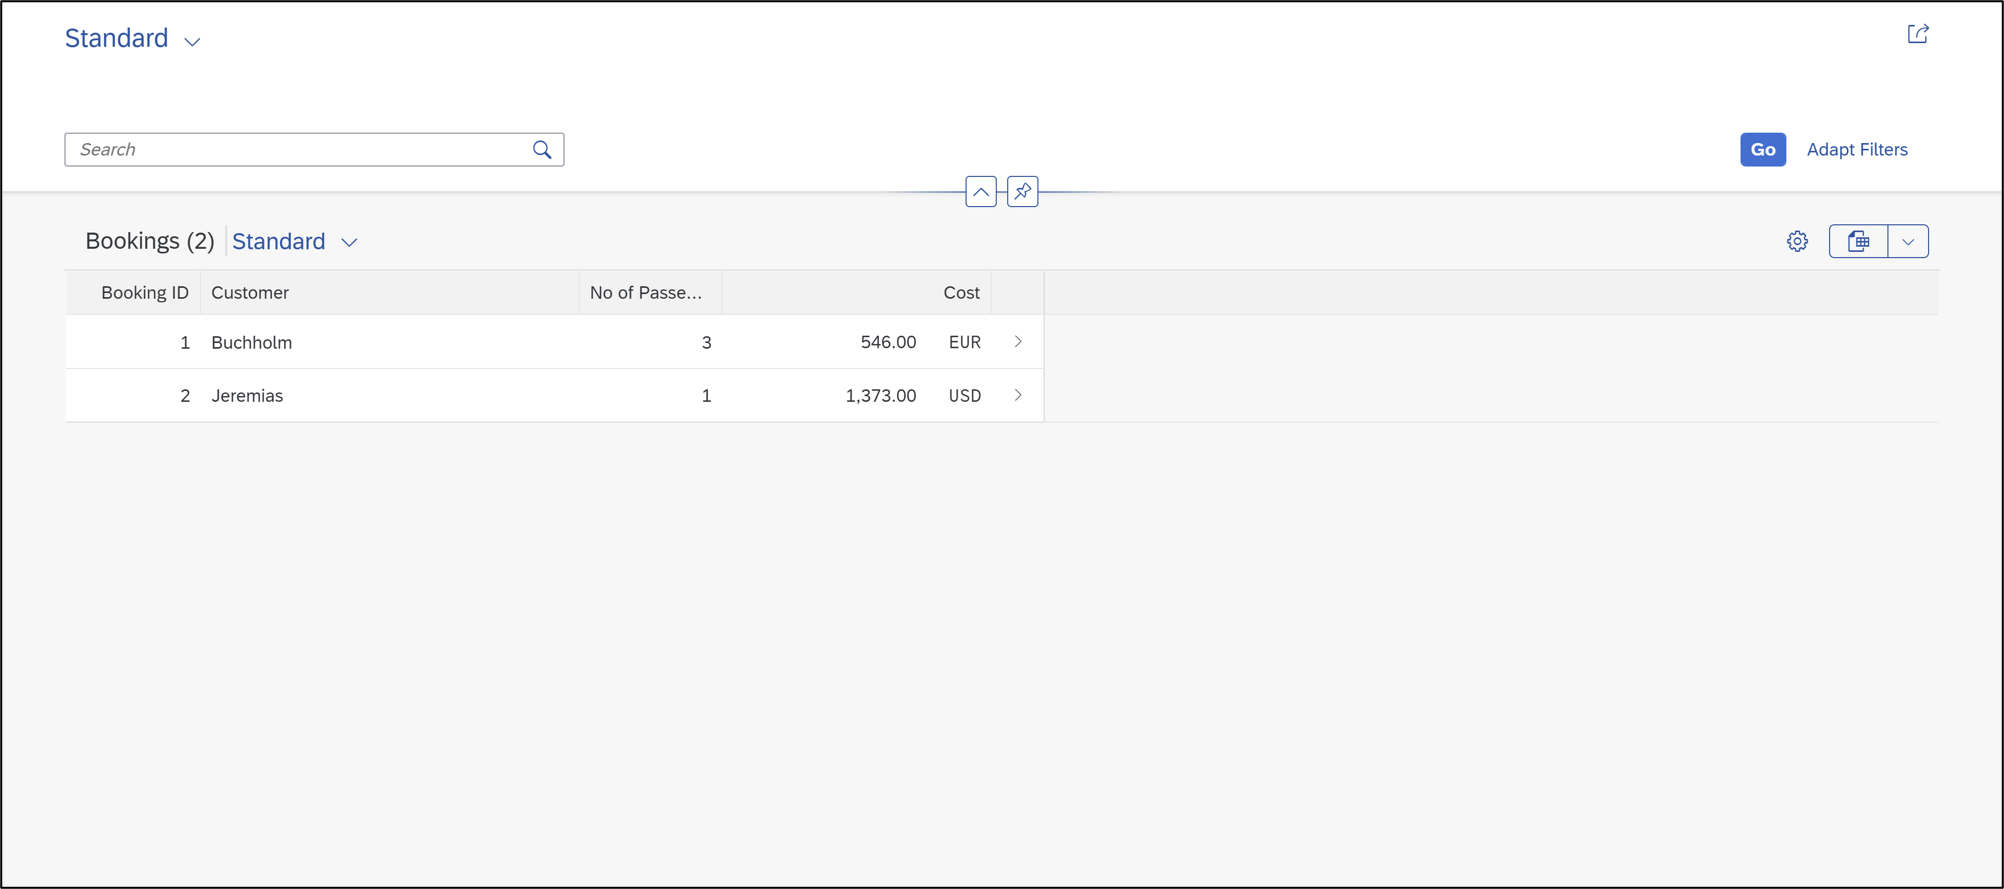 Standard
Search
Go Adapt Filters
Bookings (2) Standard
Booking ID Customer No of Passe... Cost
1 Buchholm 3 546.00 EUR
2 Jeremias 1 1,373.00 USD